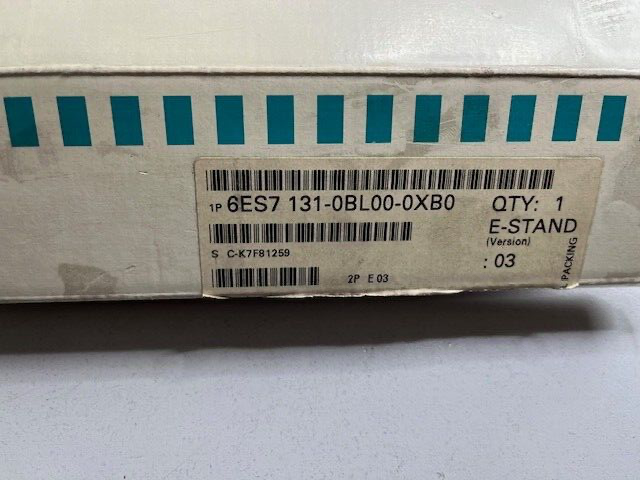 1P 6ES7 131-0BL00-0XB0 QTY: 1
E-STAND
(Version)
S C-K7F81259
: 03
2P E 03
PACKING